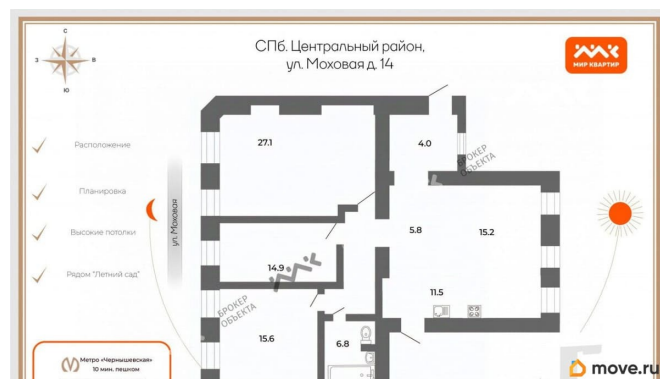 С
З
В
Ю
СПб. Центральный район,
ул. Моховая д. 14
МИР КВАРТИР
Расположение
Планировка
Высокие потолки
Рядом "Летний сад"
ул. Моховая
27.1
4.0
БРОКЕР
ОБЪЕКТА
5.8
15.2
14.9
11.5
БРОКЕР
ОБЪЕКТА
15.6
6.8
Метро «Чернышевская»
10 мин. пешком
move.ru